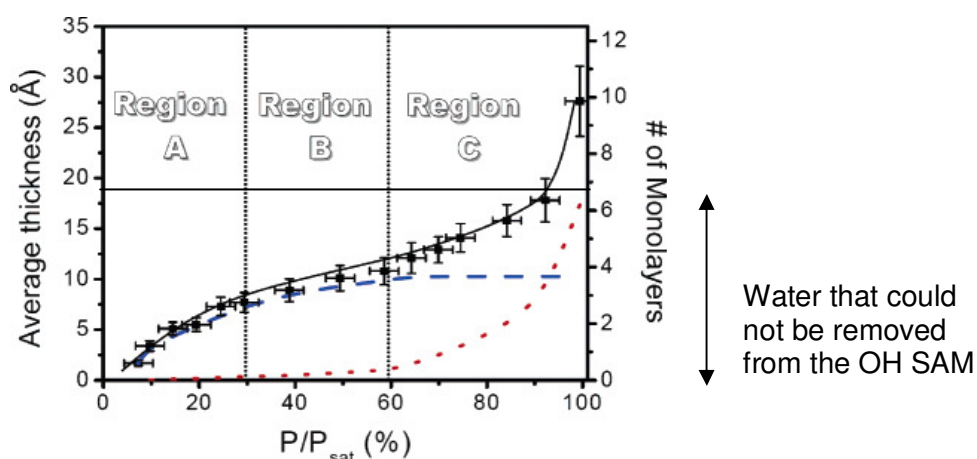 35
30
25
20
15
10
5
0
Average thickness (Å)
Region
A
Region
B
Region
C
12
10
8
6
4
2
0
# of Monolayers
0 20 40 60 80 100
P/P_sat (%)
Water that could
not be removed
from the OH SAM